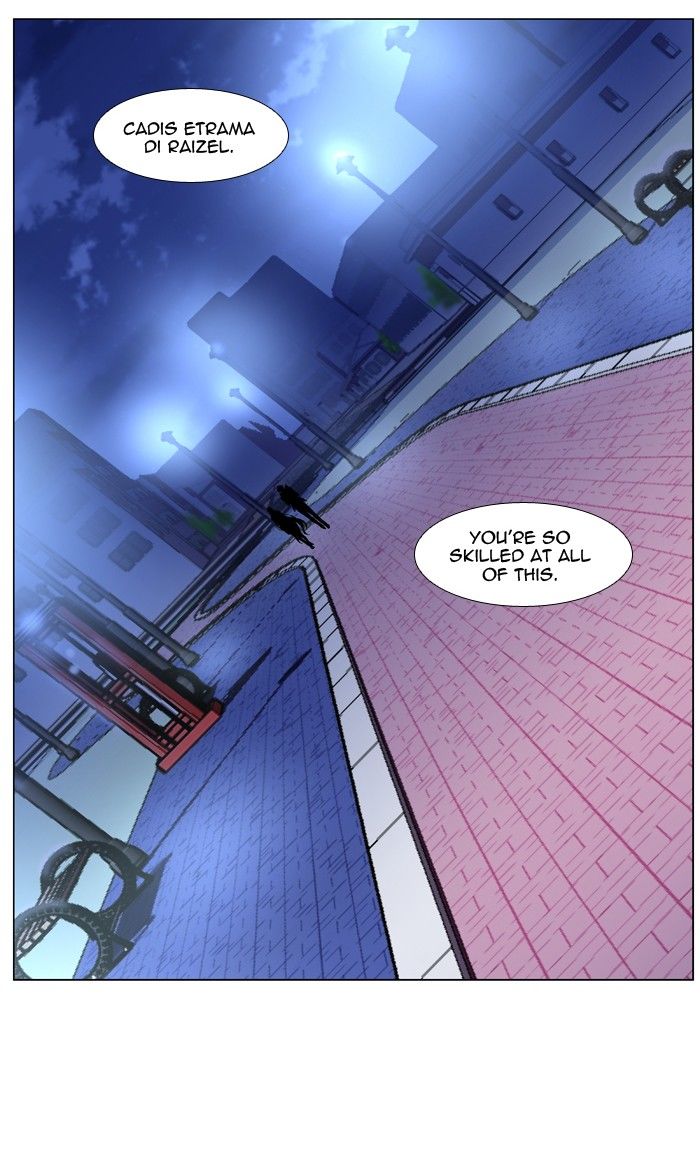 CADIS ETRAMA
DI RAIZEL.
YOU'RE SO
SKILLED AT ALL
OF THIS.